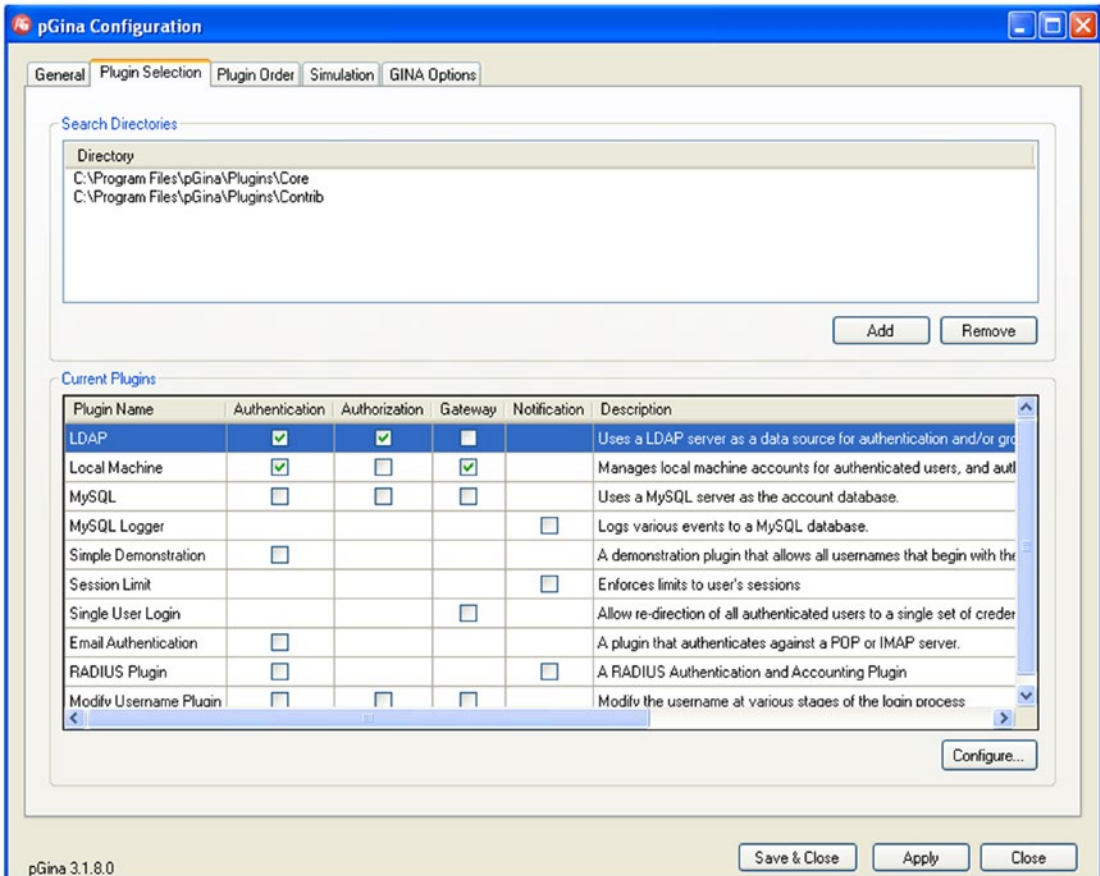 pGina Configuration
General Plugin Selection Plugin Order Simulation GINA Options
Search Directories
Directory
C:\Program Files\pGina\Plugins\Core
C:\Program Files\pGina\Plugins\Contrib
Add Remove
Current Plugins
Plugin Name Authentication Authorization Gateway Notification Description
LDAP Uses a LDAP server as a data source for authentication and/or gro
Local Machine Manages local machine accounts for authenticated users, and auth
MySQL Uses a MySQL server as the account database.
MySQL Logger Logs various events to a MySQL database.
Simple Demonstration A demonstration plugin that allows all usernames that begin with the
Session Limit Enforces limits to user's sessions
Single User Login Allow re-direction of all authenticated users to a single set of creder
Email Authentication A plugin that authenticates against a POP or IMAP server.
RADIUS Plugin A RADIUS Authentication and Accounting Plugin
Modify Username Plugin Modify the username at various stages of the login process
Configure...
pGina 3.1.8.0
Save & Close Apply Close